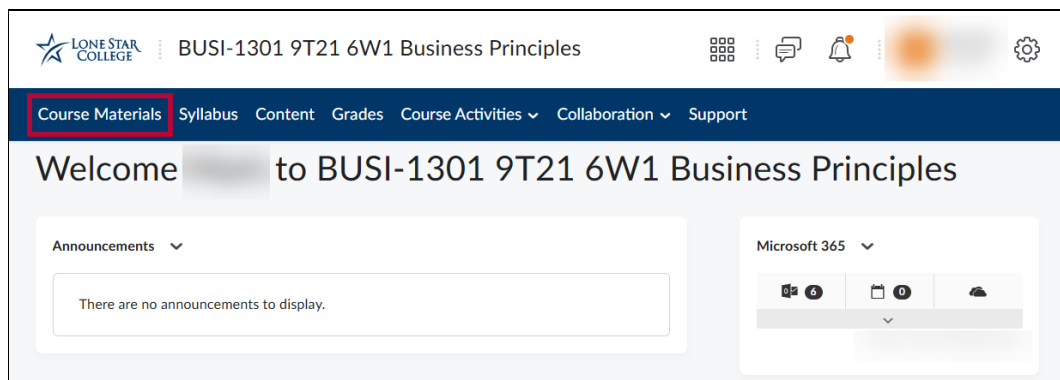 LONE STAR
COLLEGE
BUSI-1301 9T21 6W1 Business Principles
Course Materials Syllabus Content Grades Course Activities Collaboration Support
Welcome to BUSI-1301 9T21 6W1 Business Principles
Announcements
Microsoft 365
6 0
There are no announcements to display.